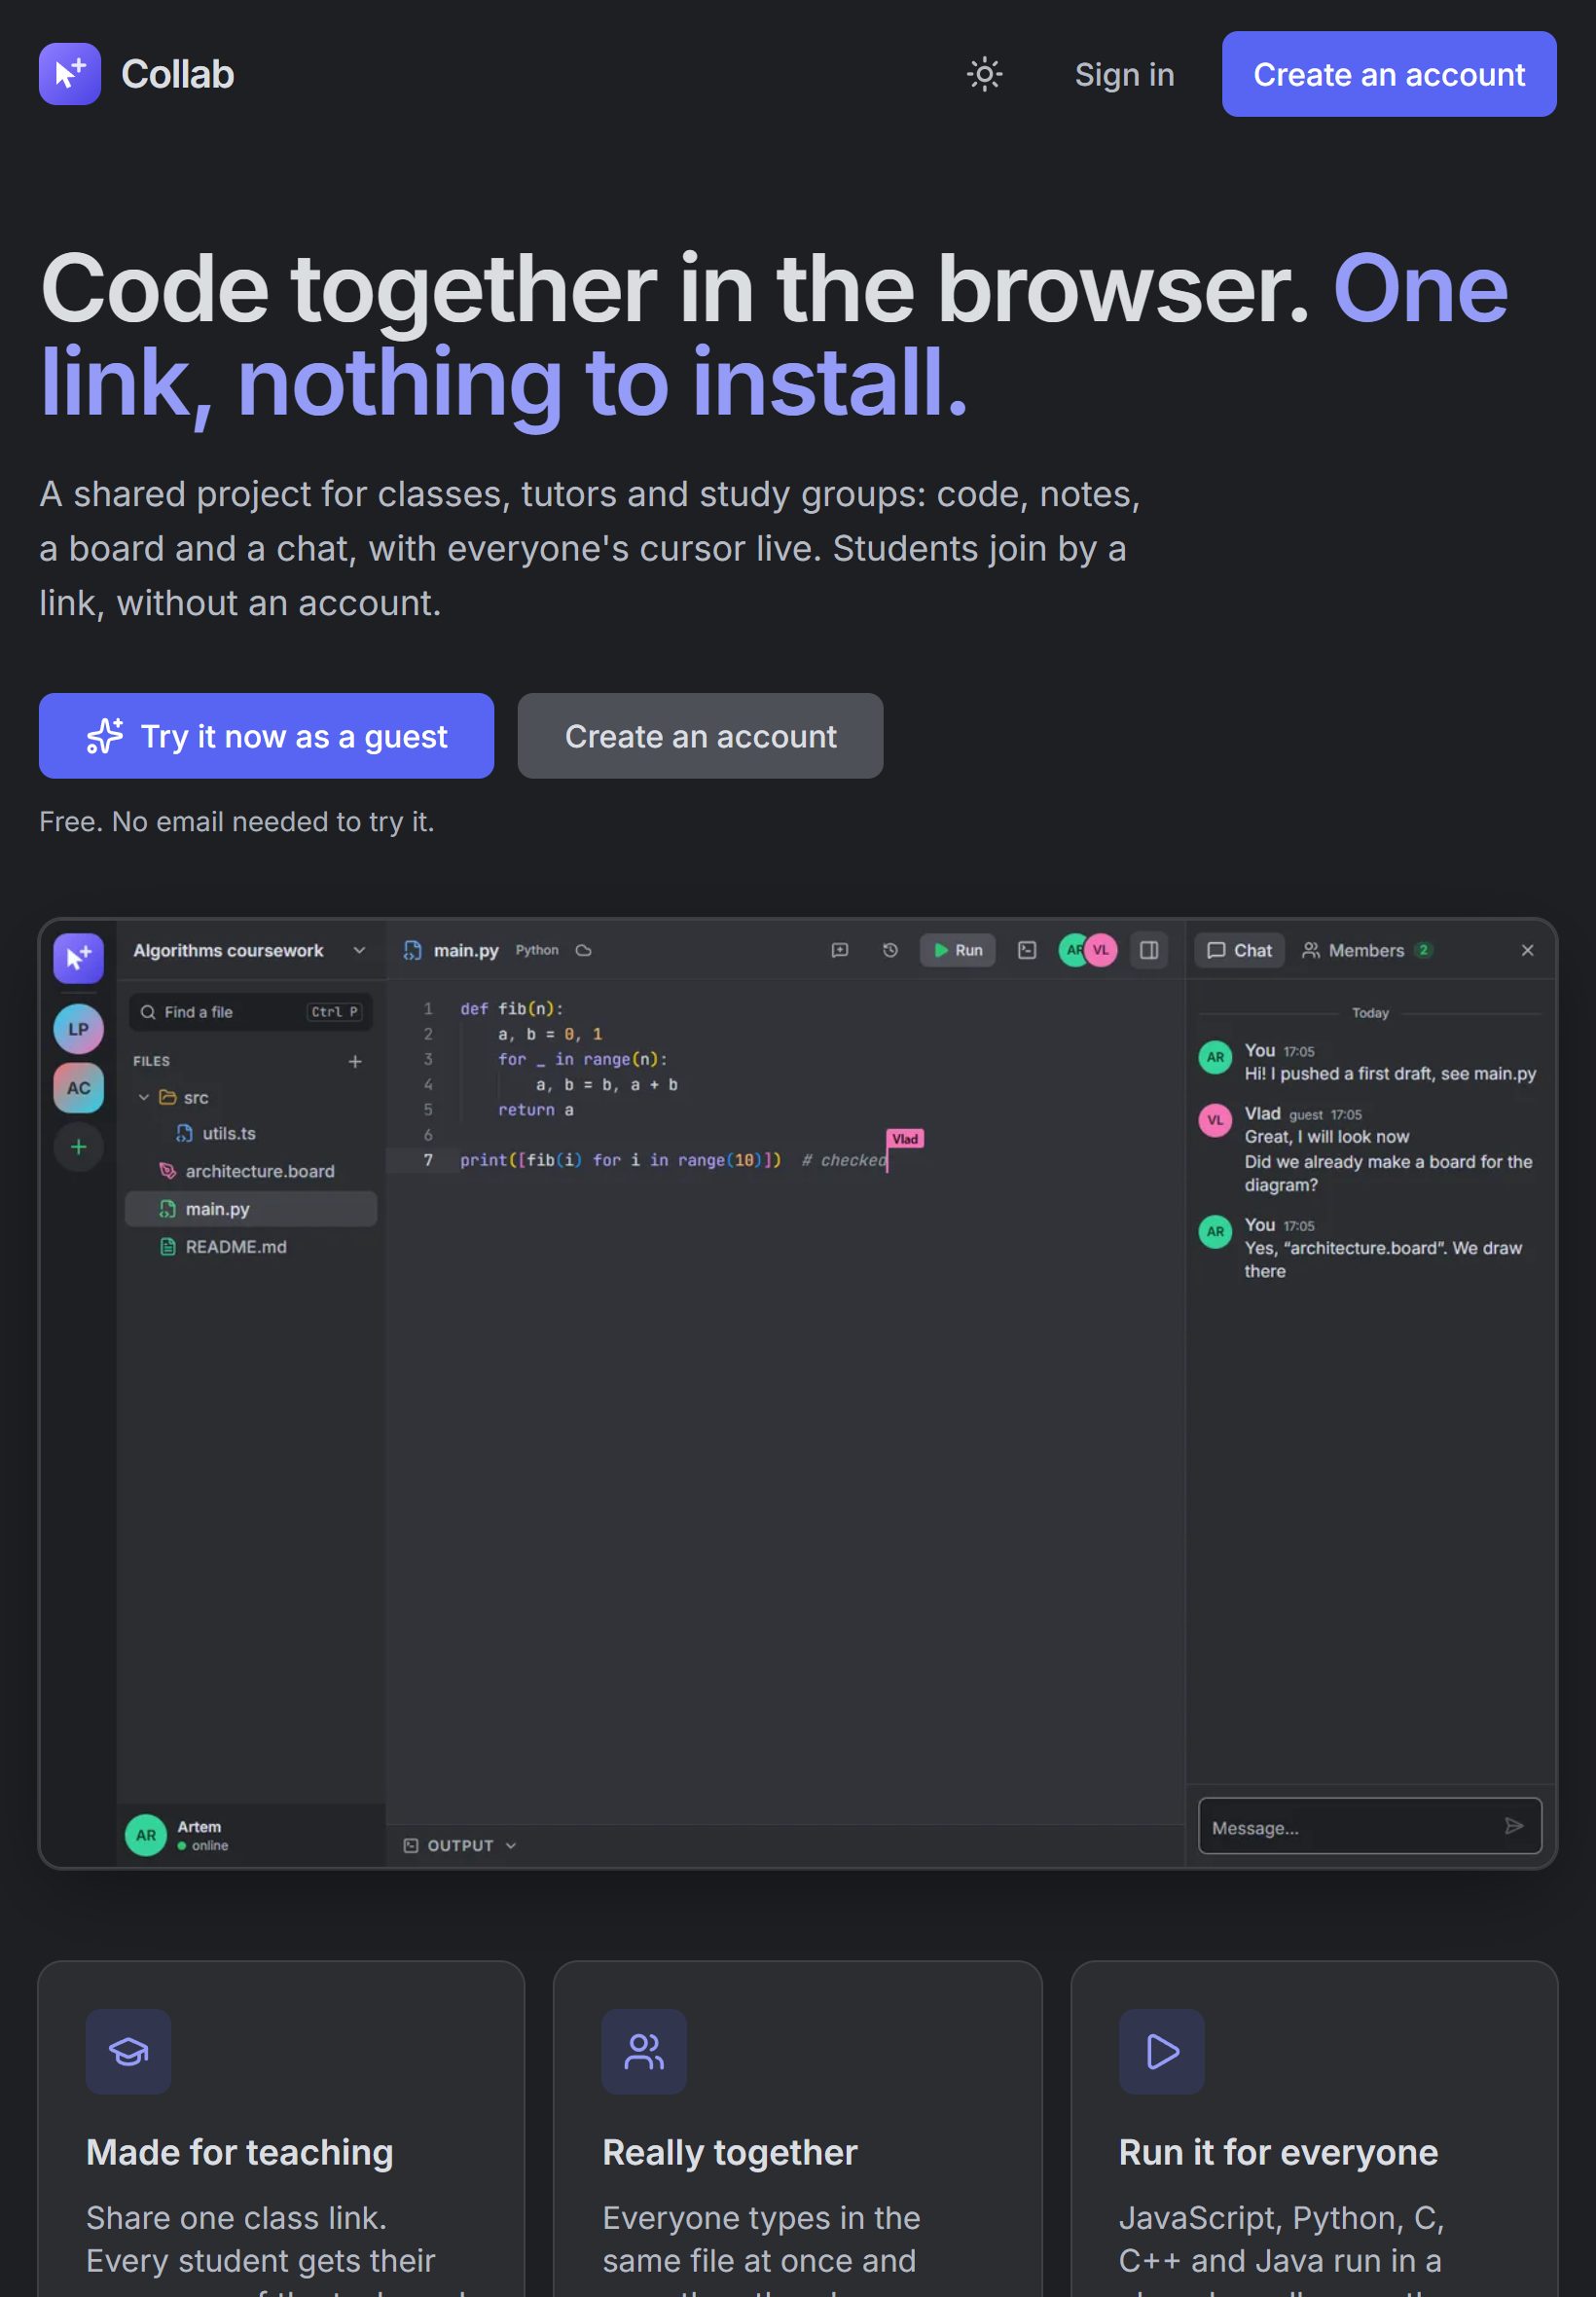 Collab
Sign in
Create an account
Code together in the browser. One
link, nothing to install.
A shared project for classes, tutors and study groups: code, notes,
a board and a chat, with everyone's cursor live. Students join by a
link, without an account.
Try it now as a guest
Create an account
Free. No email needed to try it.
LP
AC
Algorithms coursework
Find a file
Ctrl P
FILES
src
utils.ts
architecture.board
main.py
README.md
AR
Artem
online
main.py
Python
Run
AR
VL
1 def fib(n):
2 a, b = 0, 1
3 for _ in range(n):
4 a, b = b, a + b
5 return a
6
Vlad
7 print([fib(i) for i in range(10)]) # checked
OUTPUT
Chat
Members 2
Today
AR
You 17:05
Hi! I pushed a first draft, see main.py
VL
Vlad guest 17:05
Great, I will look now
Did we already make a board for the
diagram?
AR
You 17:05
Yes, “architecture.board”. We draw
there
Message...
Made for teaching
Share one class link.
Every student gets their
Really together
Everyone types in the
same file at once and
Run it for everyone
JavaScript, Python, C,
C++ and Java run in a